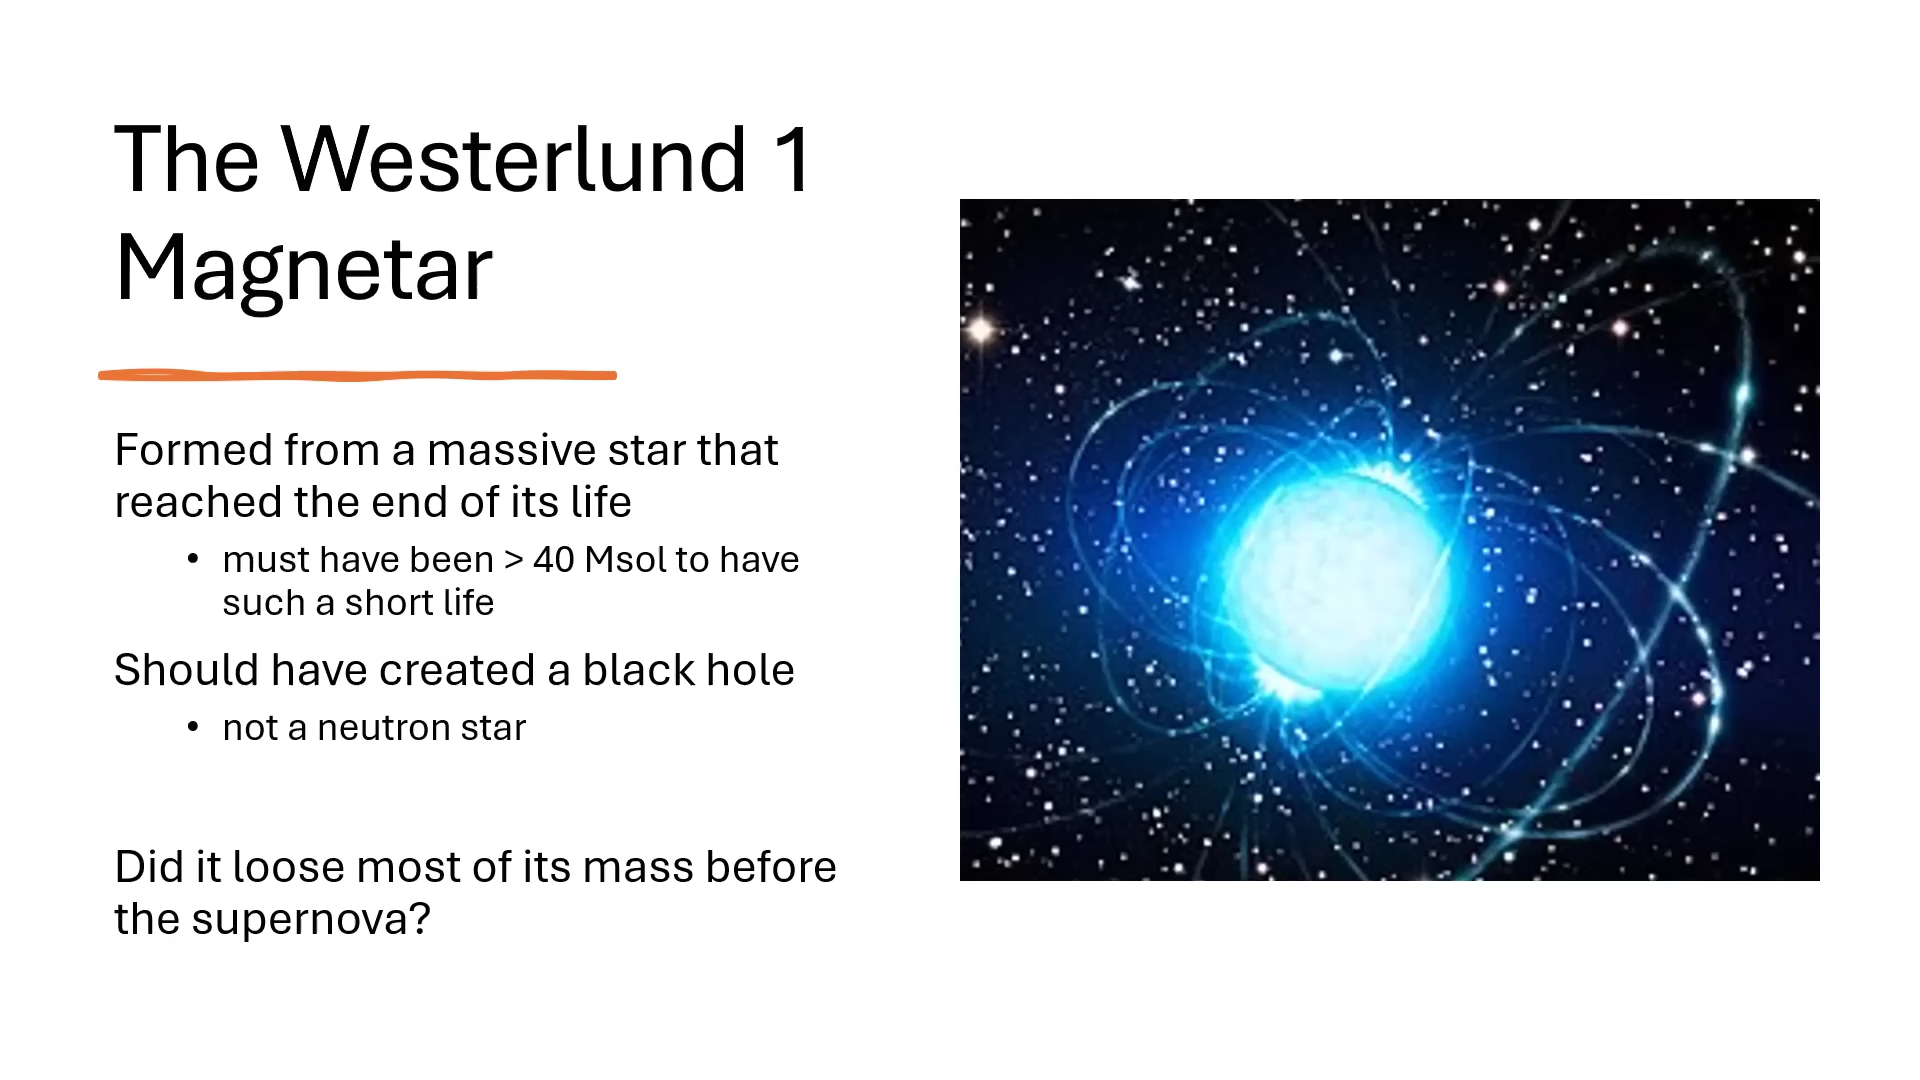 The Westerlund 1
Magnetar
Formed from a massive star that
reached the end of its life
• must have been > 40 Msol to have
such a short life
Should have created a black hole
• not a neutron star
Did it loose most of its mass before
the supernova?